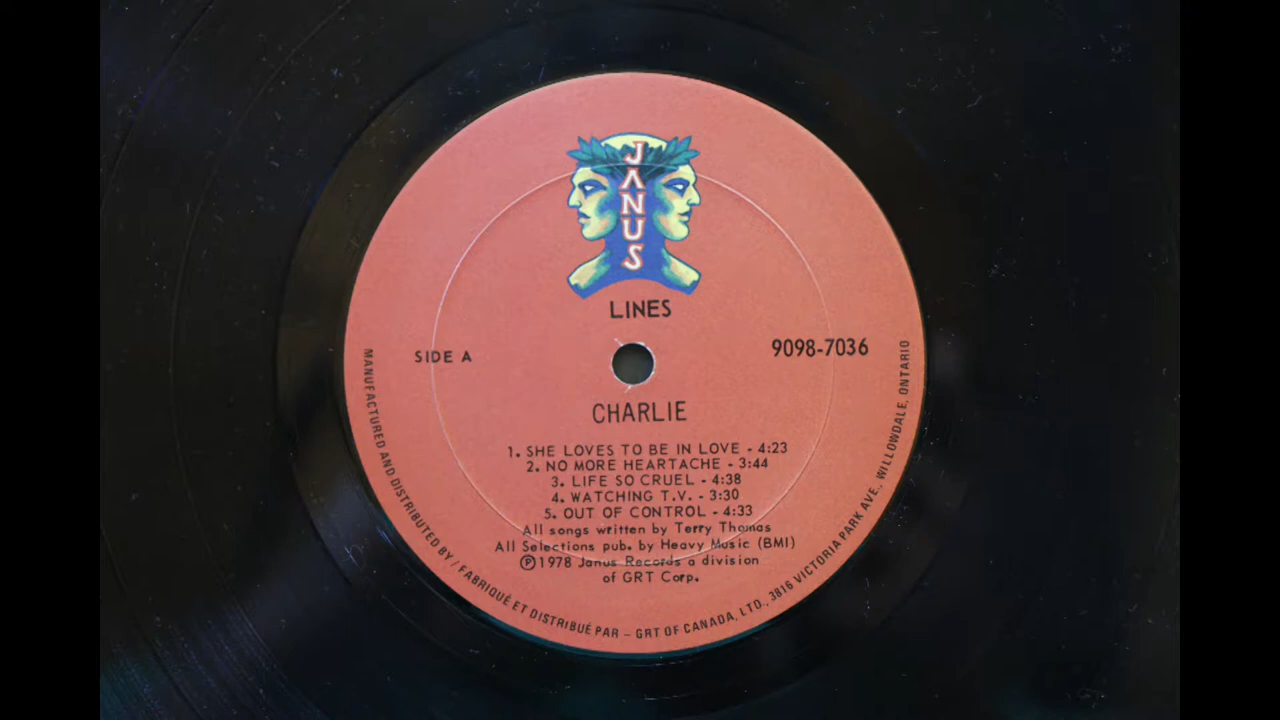 JANUS
LINES
SIDE A
9098-7036
CHARLIE
1. SHE LOVES TO BE IN LOVE - 4:23
2. NO MORE HEARTACHE - 3:44
3. LIFE SO CRUEL - 4:38
4. WATCHING T.V. - 3:30
5. OUT OF CONTROL - 4:33
All songs written by Terry Thomas
All Selections pub. by Heavy Music (BMI)
Ⓟ1978 Janus Records a division
of GRT Corp.
MANUFACTURED AND DISTRIBUTED BY / FABRIQUÉ ET DISTRIBUÉ PAR - GRT OF CANADA, LTD., 3816 VICTORIA PARK AVE., WILLOWDALE, ONTARIO